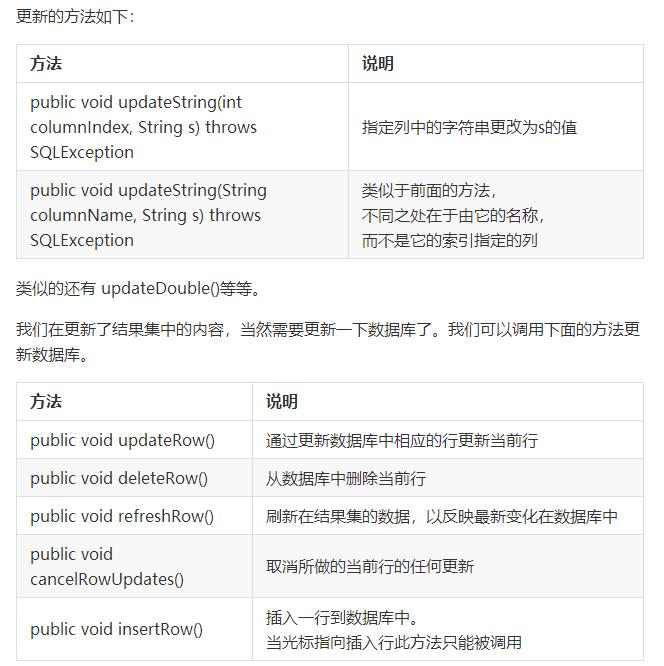 更新的方法如下：
方法
说明
public void updateString(int
columnIndex, String s) throws
SQLException
指定列中的字符串更改为s的值
public void updateString(String
columnName, String s) throws
SQLException
类似于前面的方法，
不同之处在于由它的名称，
而不是它的索引指定的列
类似的还有 updateDouble()等等。
我们在更新了结果集中的内容，当然需要更新一下数据库了。我们可以调用下面的方法更
新数据库。
方法
说明
public void updateRow()
通过更新数据库中相应的行更新当前行
public void deleteRow()
从数据库中删除当前行
public void refreshRow()
刷新在结果集的数据，以反映最新变化在数据库中
public void
cancelRowUpdates()
取消所做的当前行的任何更新
public void insertRow()
插入一行到数据库中。
当光标指向插入行此方法只能被调用